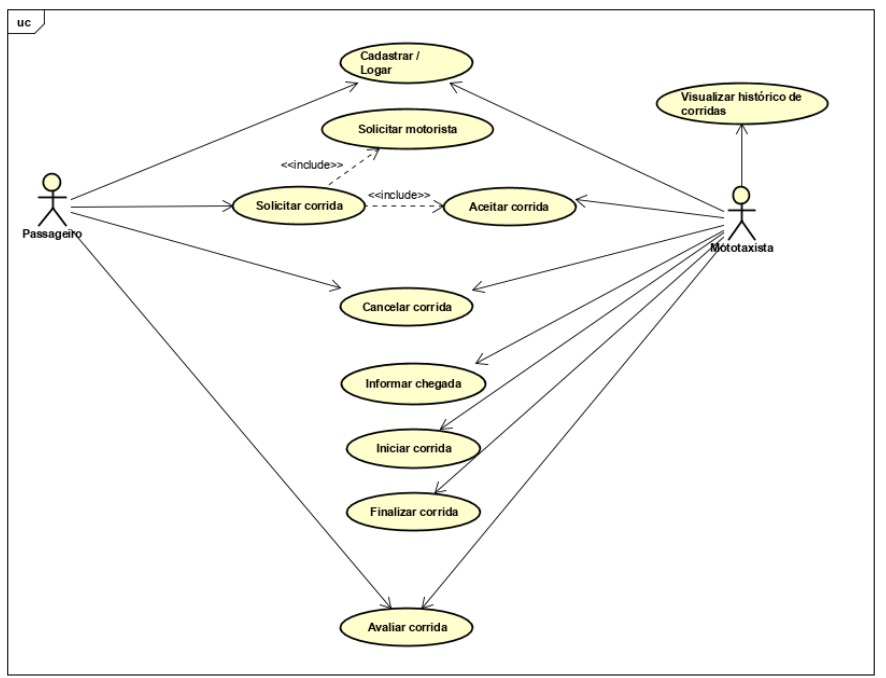 uc
Cadastrar /
Logar
Visualizar histórico de
corridas
Solicitar motorista
<<include>>
<<include>>
Solicitar corrida
Aceitar corrida
Passageiro
Mototaxista
Cancelar corrida
Informar chegada
Iniciar corrida
Finalizar corrida
Avaliar corrida